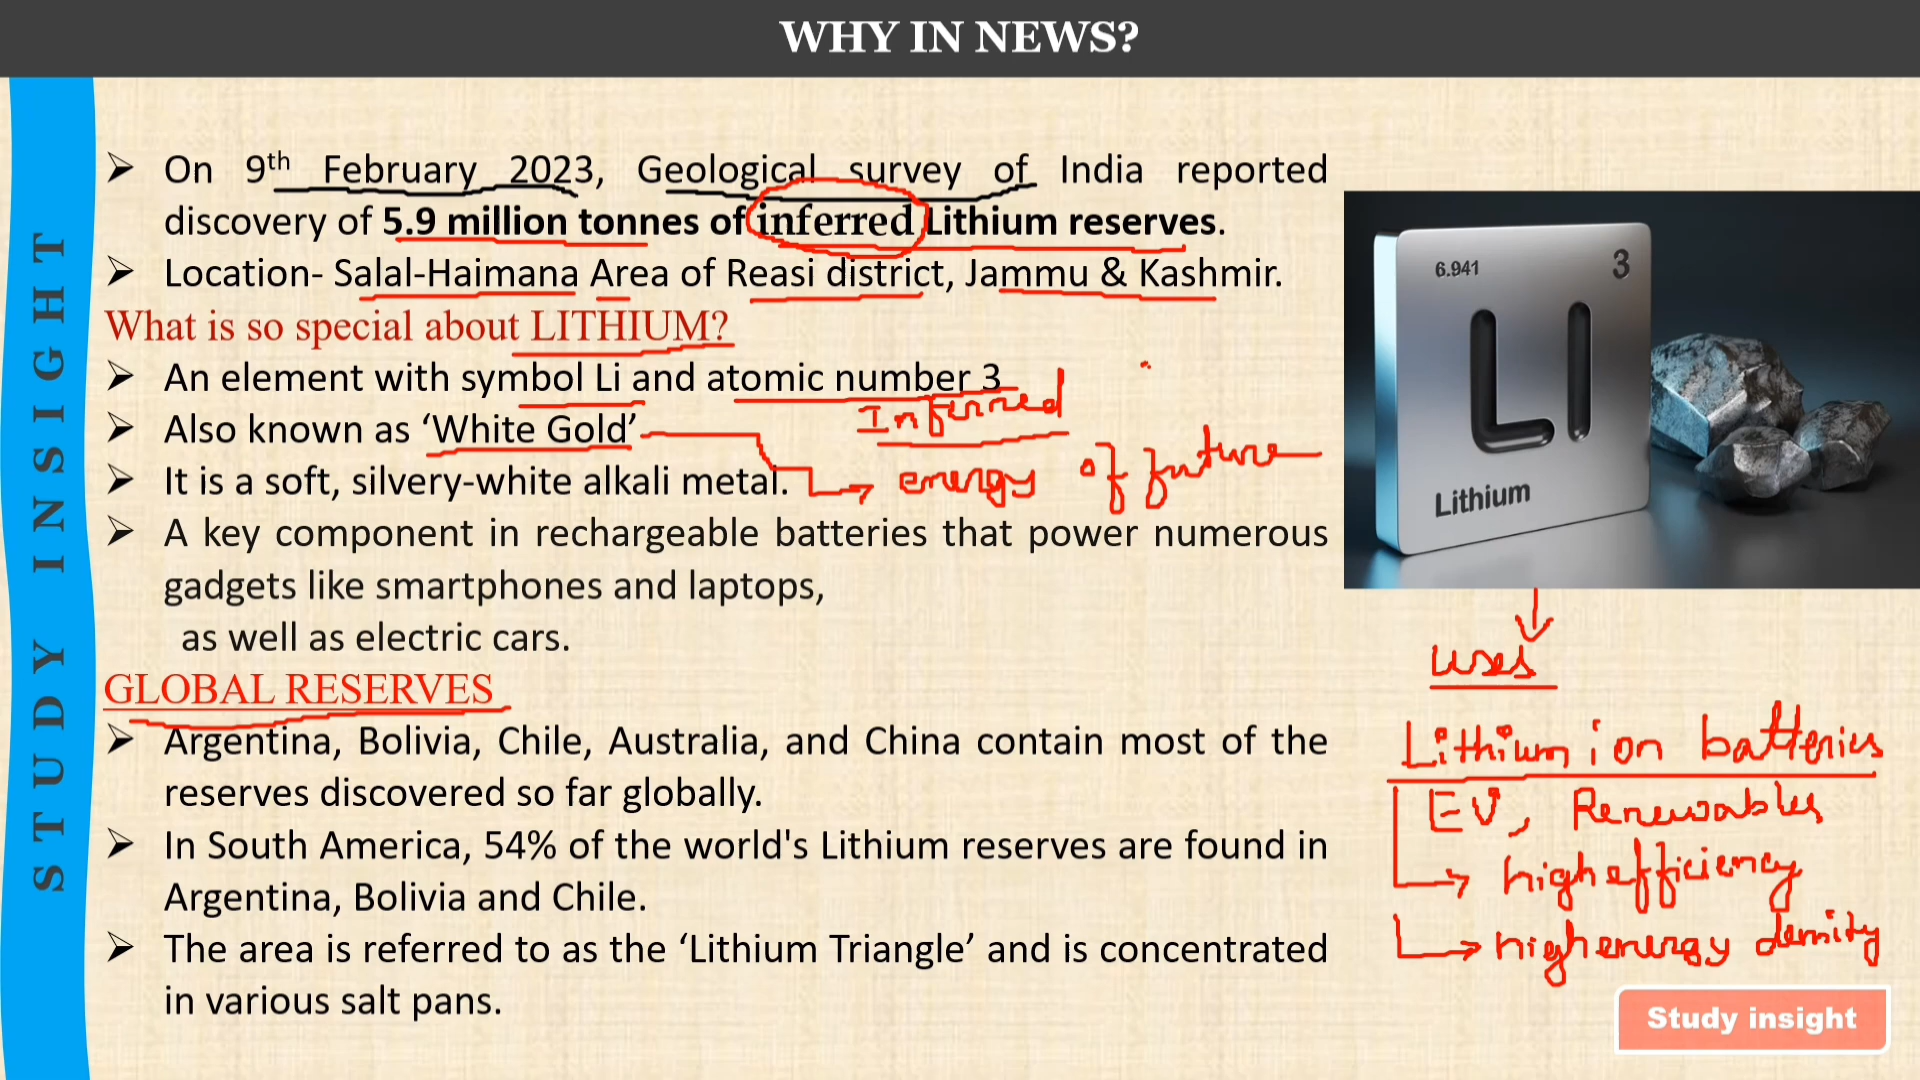 WHY IN NEWS?
STUDY INSIGHT
➢ On 9th February 2023, Geological survey of India reported
discovery of 5.9 million tonnes of inferred Lithium reserves.
➢ Location- Salal-Haimana Area of Reasi district, Jammu & Kashmir.
What is so special about LITHIUM?
➢ An element with symbol Li and atomic number 3
➢ Also known as ‘White Gold’
Inferred
➢ It is a soft, silvery-white alkali metal.
energy of future
➢ A key component in rechargeable batteries that power numerous
gadgets like smartphones and laptops,
as well as electric cars.
GLOBAL RESERVES
➢ Argentina, Bolivia, Chile, Australia, and China contain most of the
reserves discovered so far globally.
➢ In South America, 54% of the world's Lithium reserves are found in
Argentina, Bolivia and Chile.
➢ The area is referred to as the ‘Lithium Triangle’ and is concentrated
in various salt pans.
6.941 3
LI
Lithium
uses
Lithium ion batteries
EV, Renewables
high efficiency
high energy density
Study insight